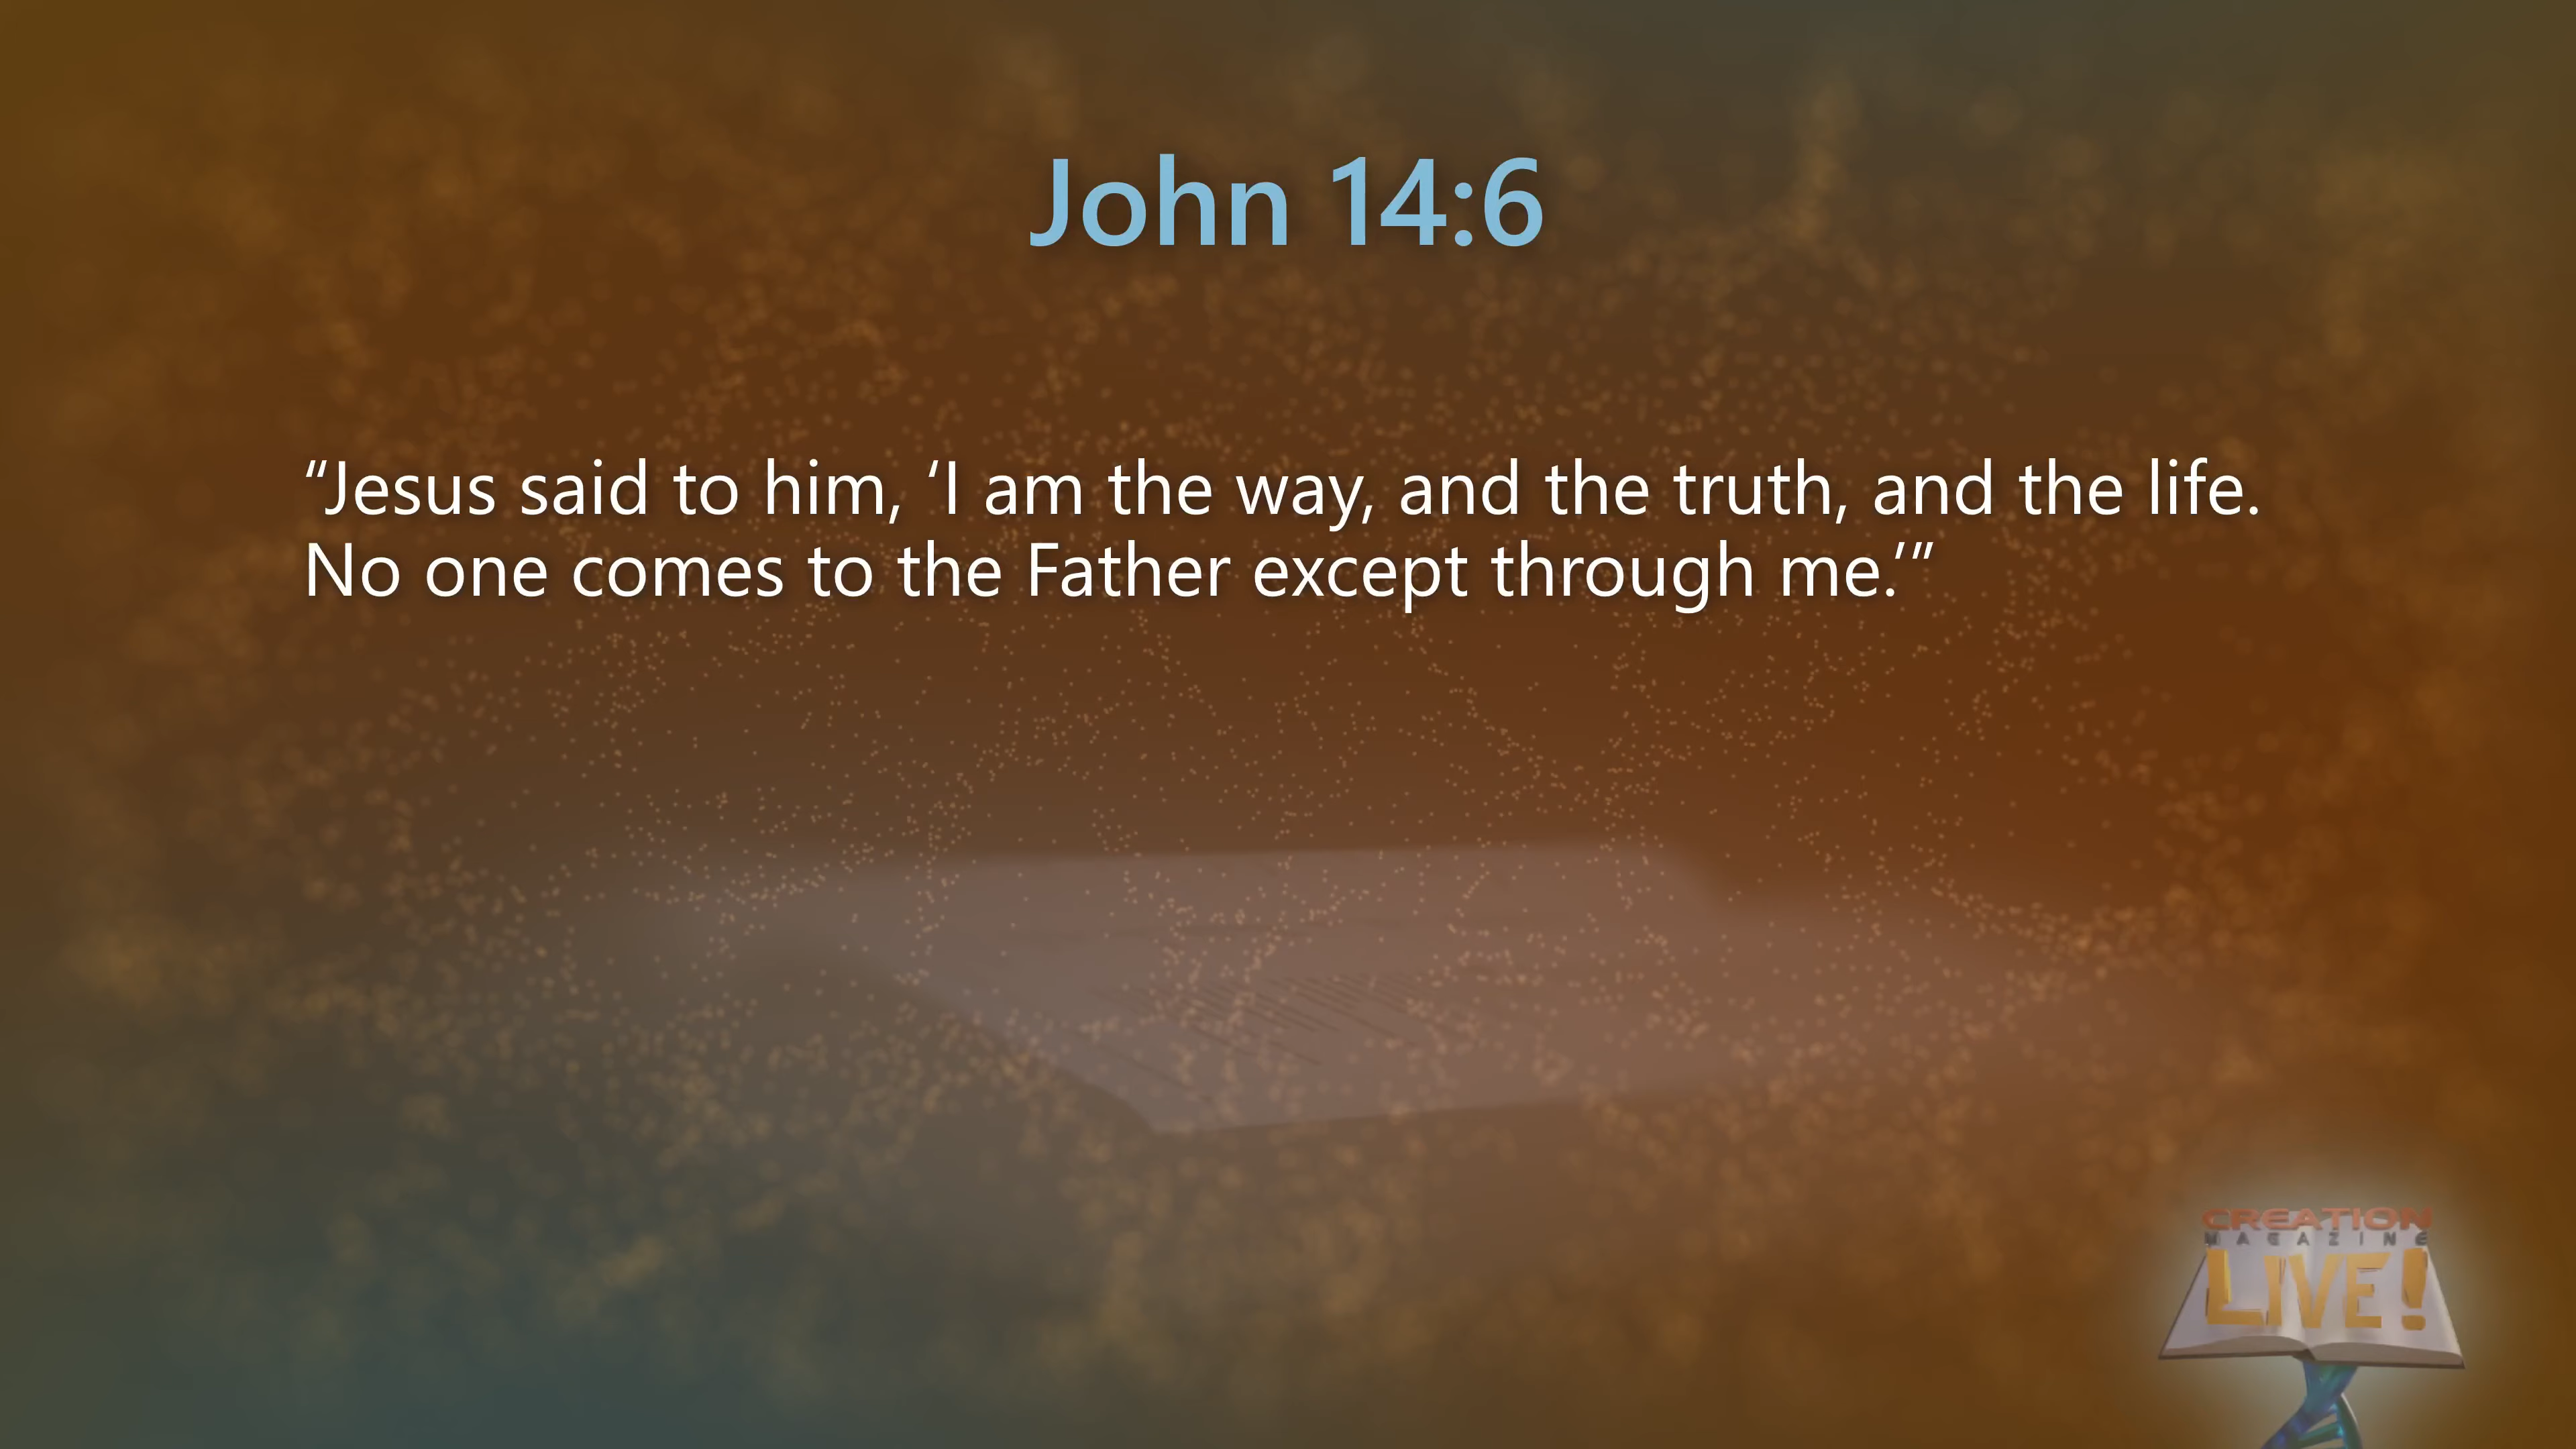 John 14:6
“Jesus said to him, ‘I am the way, and the truth, and the life.
No one comes to the Father except through me.’”
CREATION
MAGAZINE
LIVE!